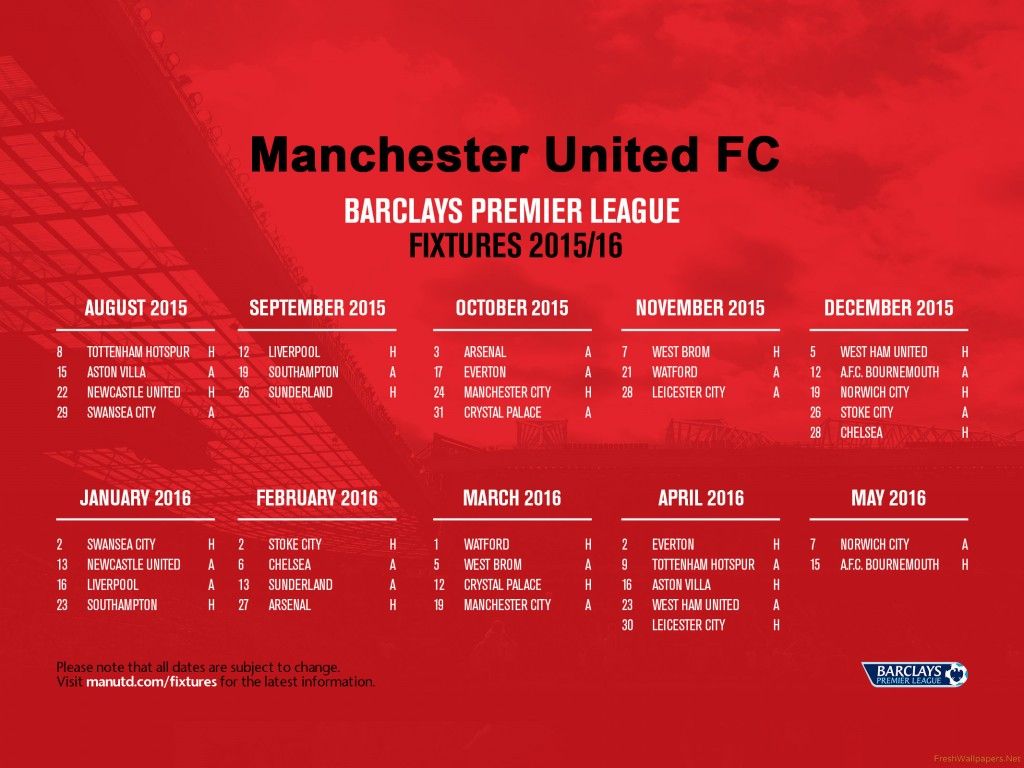 Manchester United FC
BARCLAYS PREMIER LEAGUE
FIXTURES 2015/16
AUGUST 2015
8 TOTTENHAM HOTSPUR H
15 ASTON VILLA A
22 NEWCASTLE UNITED H
29 SWANSEA CITY A
SEPTEMBER 2015
12 LIVERPOOL H
19 SOUTHAMPTON A
26 SUNDERLAND H
OCTOBER 2015
3 ARSENAL A
17 EVERTON A
24 MANCHESTER CITY H
31 CRYSTAL PALACE A
NOVEMBER 2015
7 WEST BROM H
21 WATFORD A
28 LEICESTER CITY A
DECEMBER 2015
5 WEST HAM UNITED H
12 A.F.C. BOURNEMOUTH A
19 NORWICH CITY H
26 STOKE CITY A
28 CHELSEA H
JANUARY 2016
2 SWANSEA CITY H
13 NEWCASTLE UNITED A
16 LIVERPOOL A
23 SOUTHAMPTON H
FEBRUARY 2016
2 STOKE CITY H
6 CHELSEA A
13 SUNDERLAND A
27 ARSENAL H
MARCH 2016
1 WATFORD H
5 WEST BROM A
12 CRYSTAL PALACE H
19 MANCHESTER CITY A
APRIL 2016
2 EVERTON H
9 TOTTENHAM HOTSPUR A
16 ASTON VILLA H
23 WEST HAM UNITED A
30 LEICESTER CITY H
MAY 2016
7 NORWICH CITY A
15 A.F.C. BOURNEMOUTH H
Please note that all dates are subject to change.
Visit manutd.com/fixtures for the latest information.
BARCLAYS
PREMIER LEAGUE
FreshWallpapers.Net